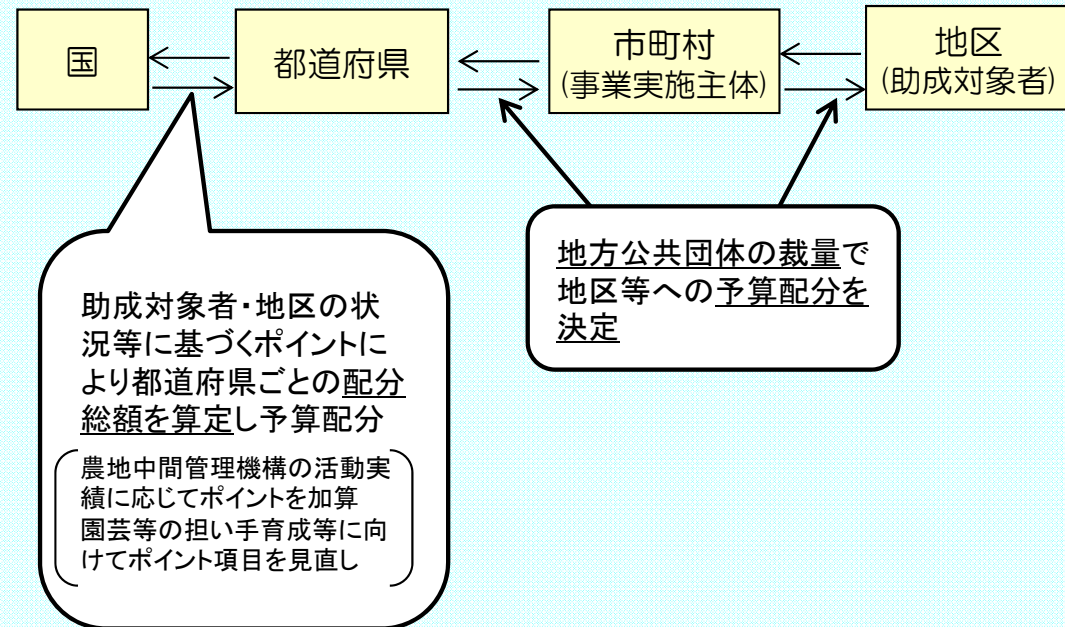 国
都道府県
市町村
(事業実施主体)
地区
(助成対象者)
助成対象者・地区の状
況等に基づくポイントに
より都道府県ごとの配分
総額を算定し予算配分
農地中間管理機構の活動実
績に応じてポイントを加算
園芸等の担い手育成等に向
けてポイント項目を見直し
地方公共団体の裁量で
地区等への予算配分を
決定